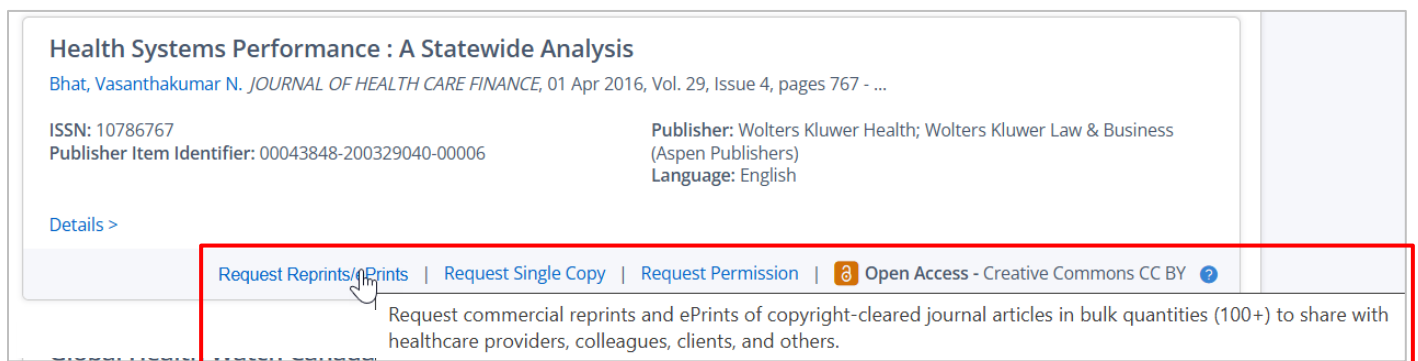 Health Systems Performance : A Statewide Analysis
Bhat, Vasanthakumar N. JOURNAL OF HEALTH CARE FINANCE, 01 Apr 2016, Vol. 29, Issue 4, pages 767 - ...
ISSN: 10786767
Publisher Item Identifier: 00043848-200329040-00006
Publisher: Wolters Kluwer Health; Wolters Kluwer Law & Business
(Aspen Publishers)
Language: English
Details >
Request Reprints/ePrints | Request Single Copy | Request Permission | Open Access - Creative Commons CC BY ?
Request commercial reprints and ePrints of copyright-cleared journal articles in bulk quantities (100+) to share with
healthcare providers, colleagues, clients, and others.